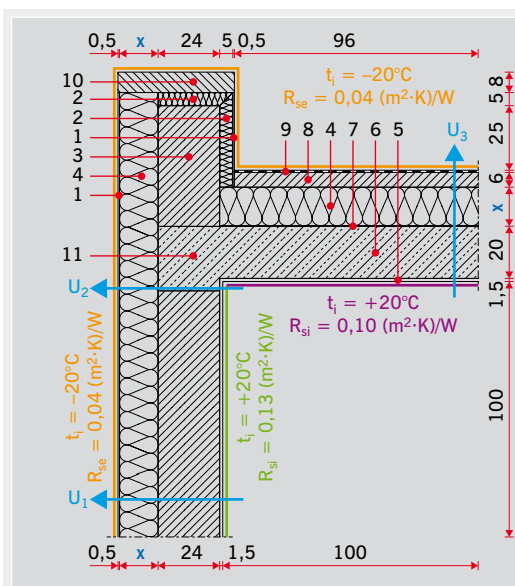 0,5 x 24 5 0,5 96
10
2
2
1
3
4
1
11
t_i = –20°C
R_se = 0,04 (m²·K)/W
9 8 7 6 5
U_3
4
8
5
25
6
x
20
1,5
100
U_2
t_i = +20°C
R_si = 0,10 (m²·K)/W
t_i = –20°C
R_se = 0,04 (m²·K)/W
t_i = +20°C
R_si = 0,13 (m²·K)/W
U_1
0,5 x 24 1,5 100